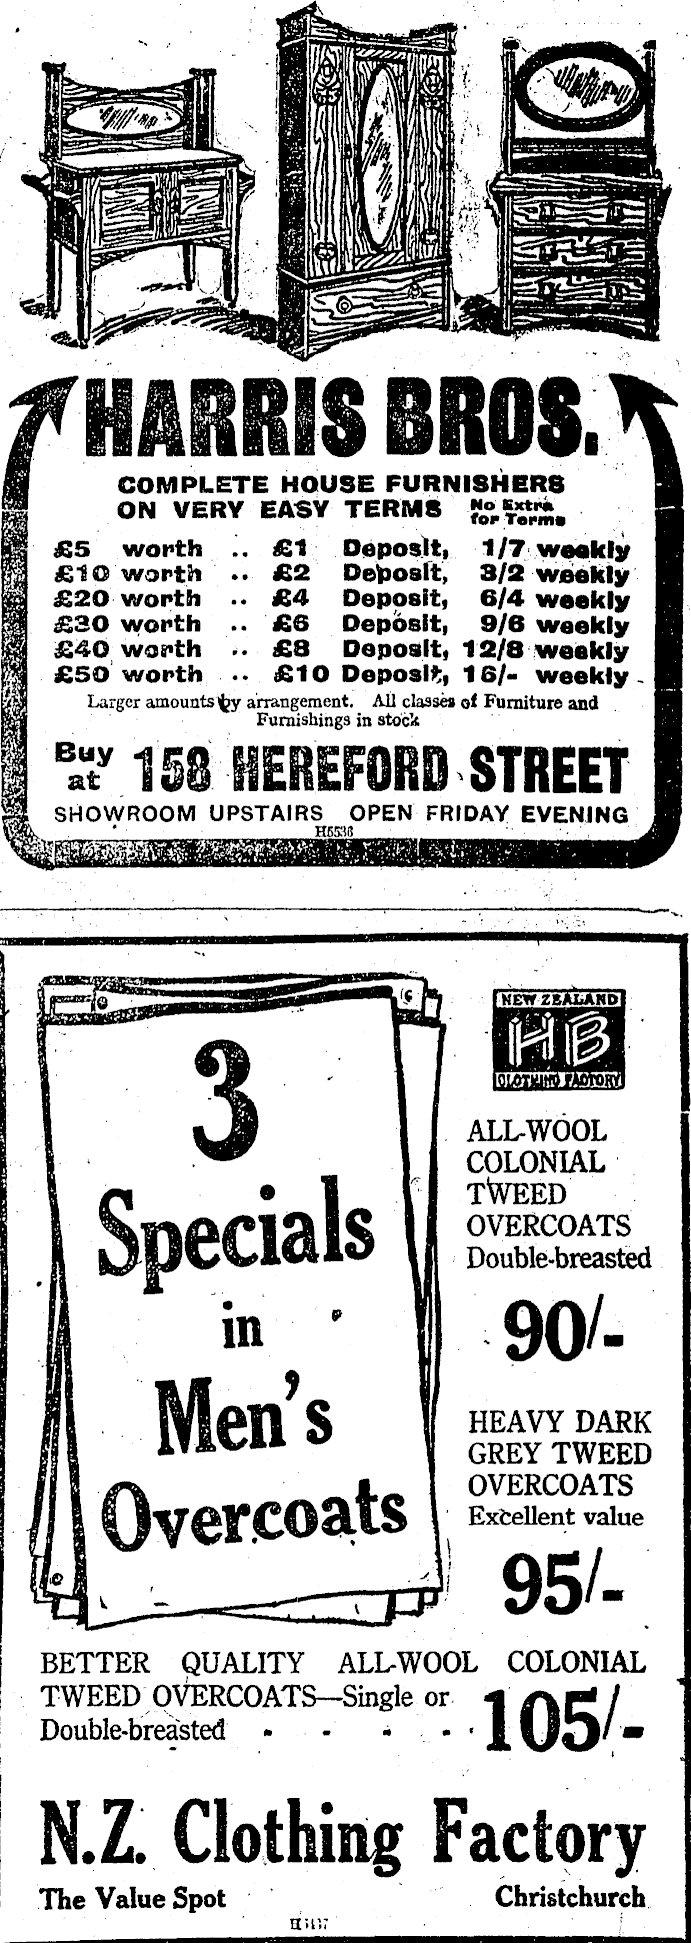 HARRIS BROS.
COMPLETE HOUSE FURNISHERS
ON VERY EASY TERMS No Extra for Terms
£5 worth .. £1 Deposit, 1/7 weekly
£10 worth .. £2 Deposit, 3/2 weekly
£20 worth .. £4 Deposit, 6/4 weekly
£30 worth .. £6 Deposit, 9/6 weekly
£40 worth .. £8 Deposit, 12/8 weekly
£50 worth .. £10 Deposit, 16/- weekly
Larger amounts by arrangement. All classes of Furniture and
Furnishings in stock
Buy at 158 HEREFORD STREET
SHOWROOM UPSTAIRS OPEN FRIDAY EVENING
H5536
3
Specials
in
Men's
Overcoats
NEW ZEALAND
HB
CLOTHING FACTORY
ALL-WOOL
COLONIAL
TWEED
OVERCOATS
Double-breasted
90/-
HEAVY DARK
GREY TWEED
OVERCOATS
Excellent value
95/-
BETTER QUALITY ALL-WOOL COLONIAL
TWEED OVERCOATS—Single or
Double-breasted - - - - 105/-
N.Z. Clothing Factory
The Value Spot Christchurch